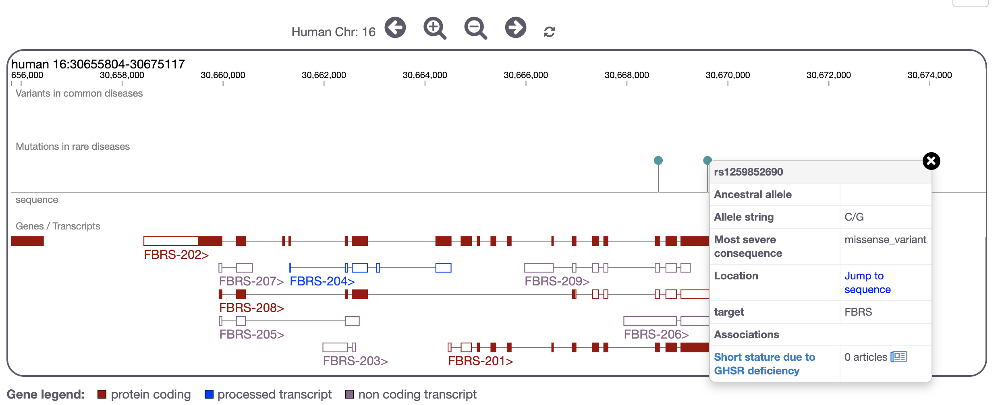 Human Chr: 16
human 16:30655804-30675117
656,000 30,658,000 30,660,000 30,662,000 30,664,000 30,666,000 30,668,000 30,670,000 30,672,000 30,674,000
Variants in common diseases
Mutations in rare diseases
sequence
Genes / Transcripts
FBRS-202>
FBRS-207> FBRS-204> FBRS-209>
FBRS-208>
FBRS-205> FBRS-206>
FBRS-203> FBRS-201>
rs1259852690
Ancestral allele
Allele string C/G
Most severe consequence missense_variant
Location Jump to sequence
target FBRS
Associations
Short stature due to GHSR deficiency 0 articles
Gene legend: protein coding processed transcript non coding transcript